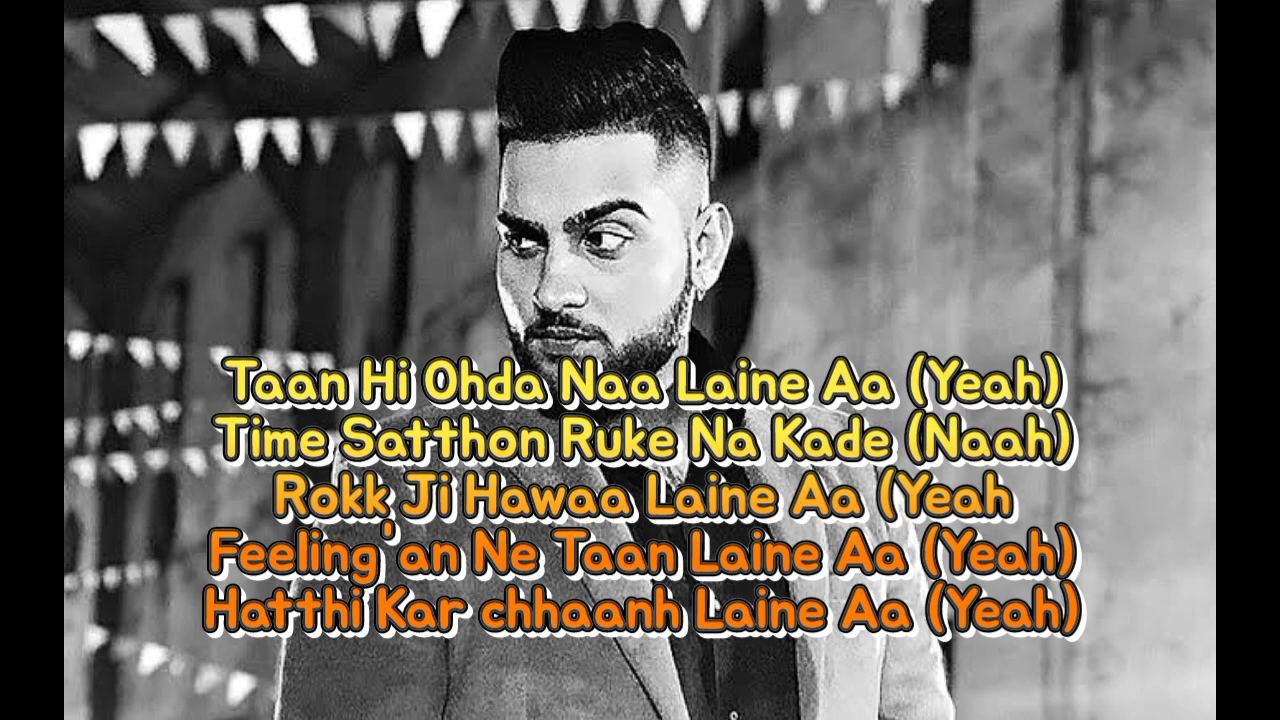 Taan Hi Ohda Naa Laine Aa (Yeah)
Time Satthon Ruke Na Kade (Naah)
Rokk Ji Hawaa Laine Aa (Yeah
Feeling'an Ne Taan Laine Aa (Yeah)
Hatthi Kar chhaanh Laine Aa (Yeah)